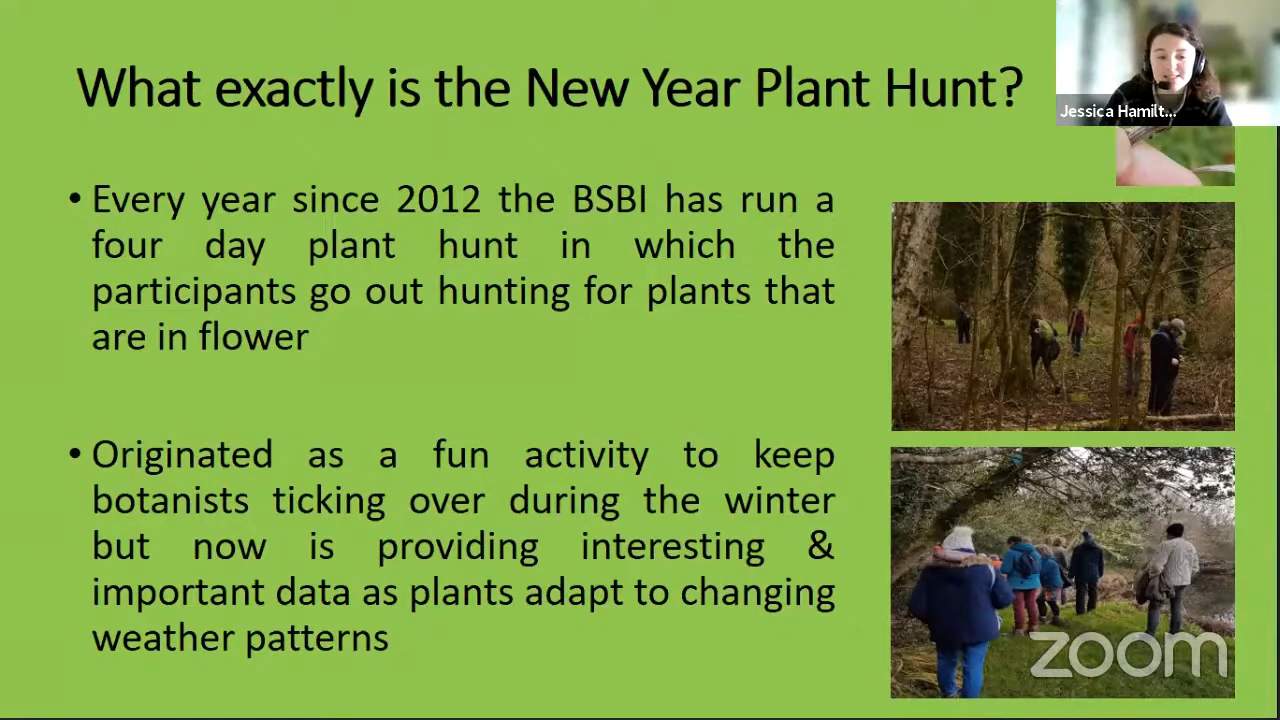 What exactly is the New Year Plant Hunt?
Jessica Hamilt...
• Every year since 2012 the BSBI has run a
four day plant hunt in which the
participants go out hunting for plants that
are in flower
• Originated as a fun activity to keep
botanists ticking over during the winter
but now is providing interesting &
important data as plants adapt to changing
weather patterns
zoom